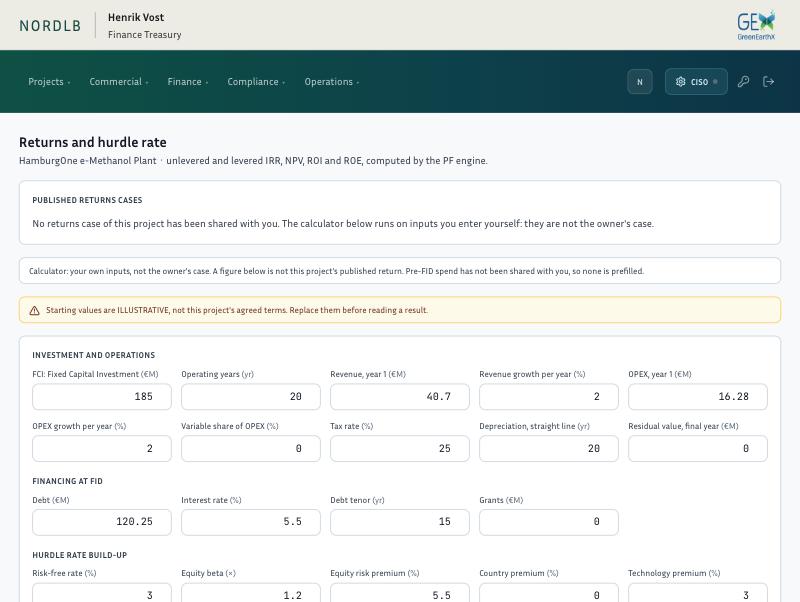 NORDLB
Henrik Vost
Finance Treasury
GEX
GreenEarthX
Projects
Commercial
Finance
Compliance
Operations
N
CISO
Returns and hurdle rate
HamburgOne e-Methanol Plant · unlevered and levered IRR, NPV, ROI and ROE, computed by the PF engine.
PUBLISHED RETURNS CASES
No returns case of this project has been shared with you. The calculator below runs on inputs you enter yourself: they are not the owner's case.
Calculator: your own inputs, not the owner's case. A figure below is not this project's published return. Pre-FID spend has not been shared with you, so none is prefilled.
Starting values are ILLUSTRATIVE, not this project's agreed terms. Replace them before reading a result.
INVESTMENT AND OPERATIONS
FCI: Fixed Capital Investment (€M) Operating years (yr) Revenue, year 1 (€M) Revenue growth per year (%) OPEX, year 1 (€M)
185 20 40.7 2 16.28
OPEX growth per year (%) Variable share of OPEX (%) Tax rate (%) Depreciation, straight line (yr) Residual value, final year (€M)
2 0 25 20 0
FINANCING AT FID
Debt (€M) Interest rate (%) Debt tenor (yr) Grants (€M)
120.25 5.5 15 0
HURDLE RATE BUILD-UP
Risk-free rate (%) Equity beta (×) Equity risk premium (%) Country premium (%) Technology premium (%)
3 1.2 5.5 0 3